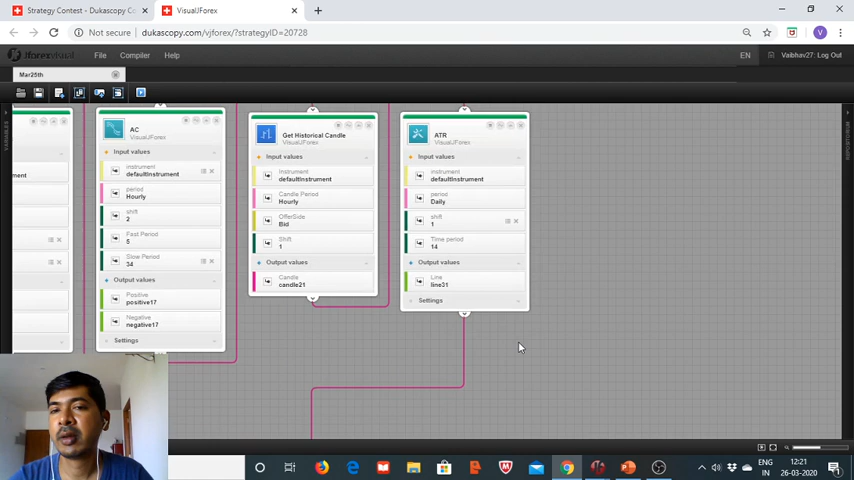 Strategy Contest - Dukascopy
VisualJForex
Not secure dukascopy.com/vjforex/?strategyID=20728
jforexvisual File Compiler Help EN Vaibhav27: Log Out
Mar25th
VARIABLES
REPOSITORY
AC
VisualJForex
Input values
instrument
defaultInstrument
period
Hourly
shift
2
Fast Period
5
Slow Period
34
Output values
Positive
positive17
Negative
negative17
Settings
Get Historical Candle
VisualJForex
Input values
Instrument
defaultInstrument
Candle Period
Hourly
OfferSide
Bid
Shift
1
Output values
Candle
candle21
ATR
VisualJForex
Input values
instrument
defaultInstrument
period
Daily
shift
1
Time period
14
Output values
Line
line31
Settings
ENG
IN
12:21
26-03-2020